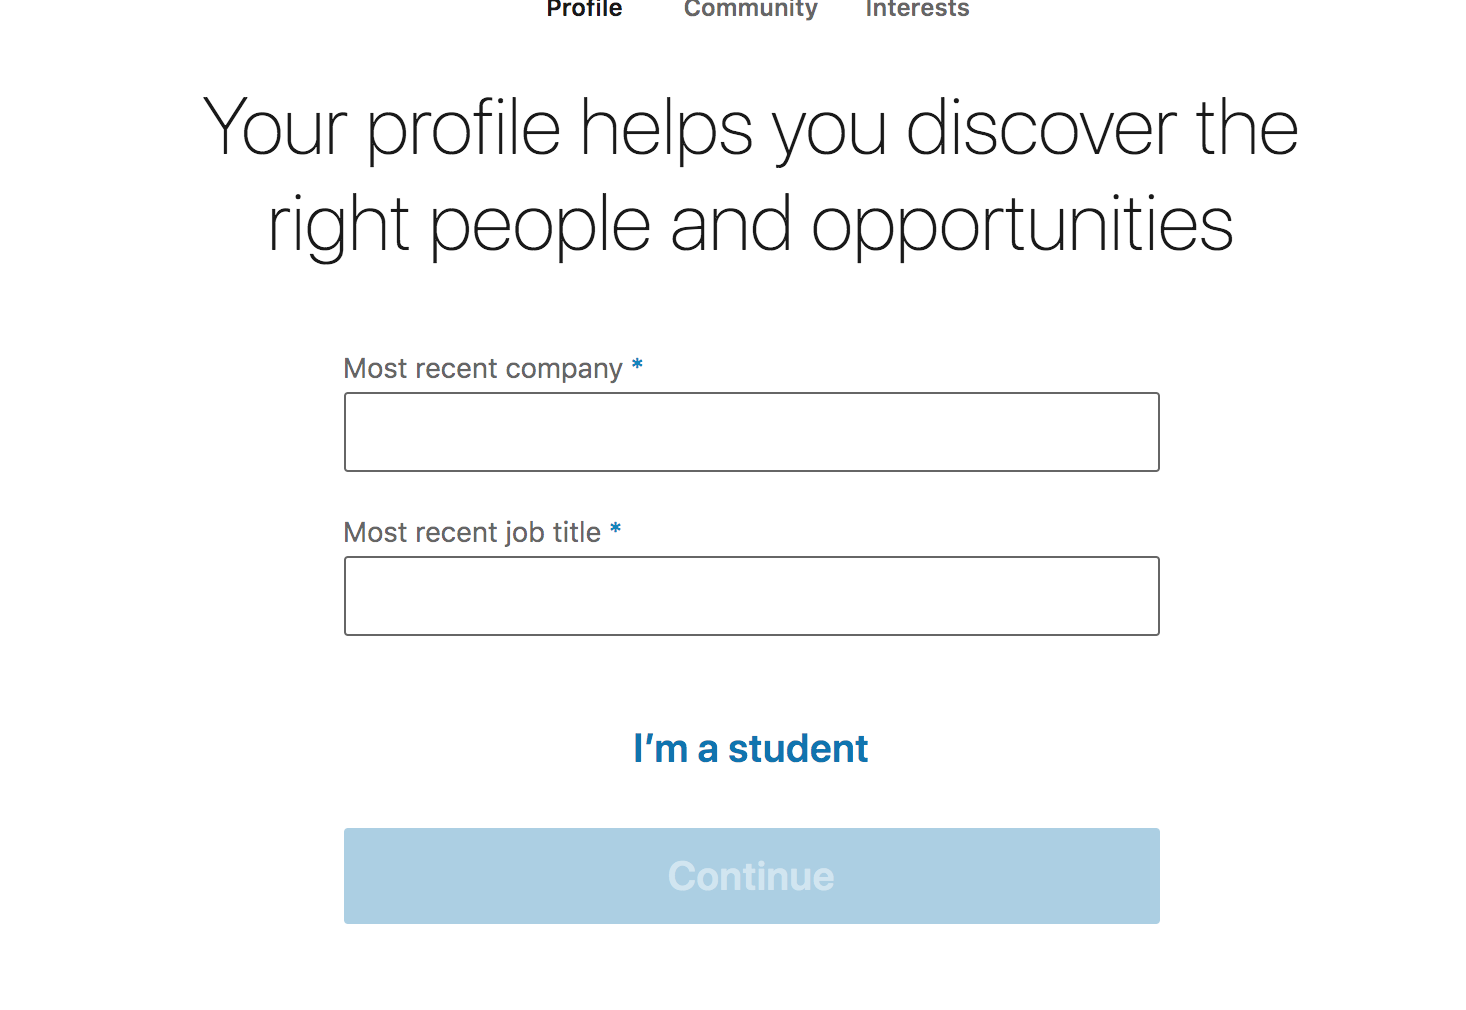 Profile Community Interests
Your profile helps you discover the
right people and opportunities
Most recent company *
Most recent job title *
I'm a student
Continue